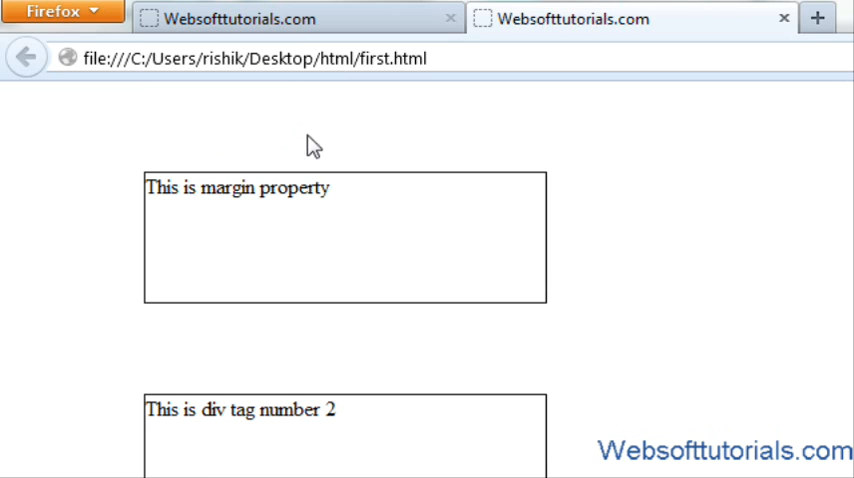 Firefox
Websofttutorials.com
Websofttutorials.com
file:///C:/Users/rishik/Desktop/html/first.html
This is margin property
This is div tag number 2
Websofttutorials.com